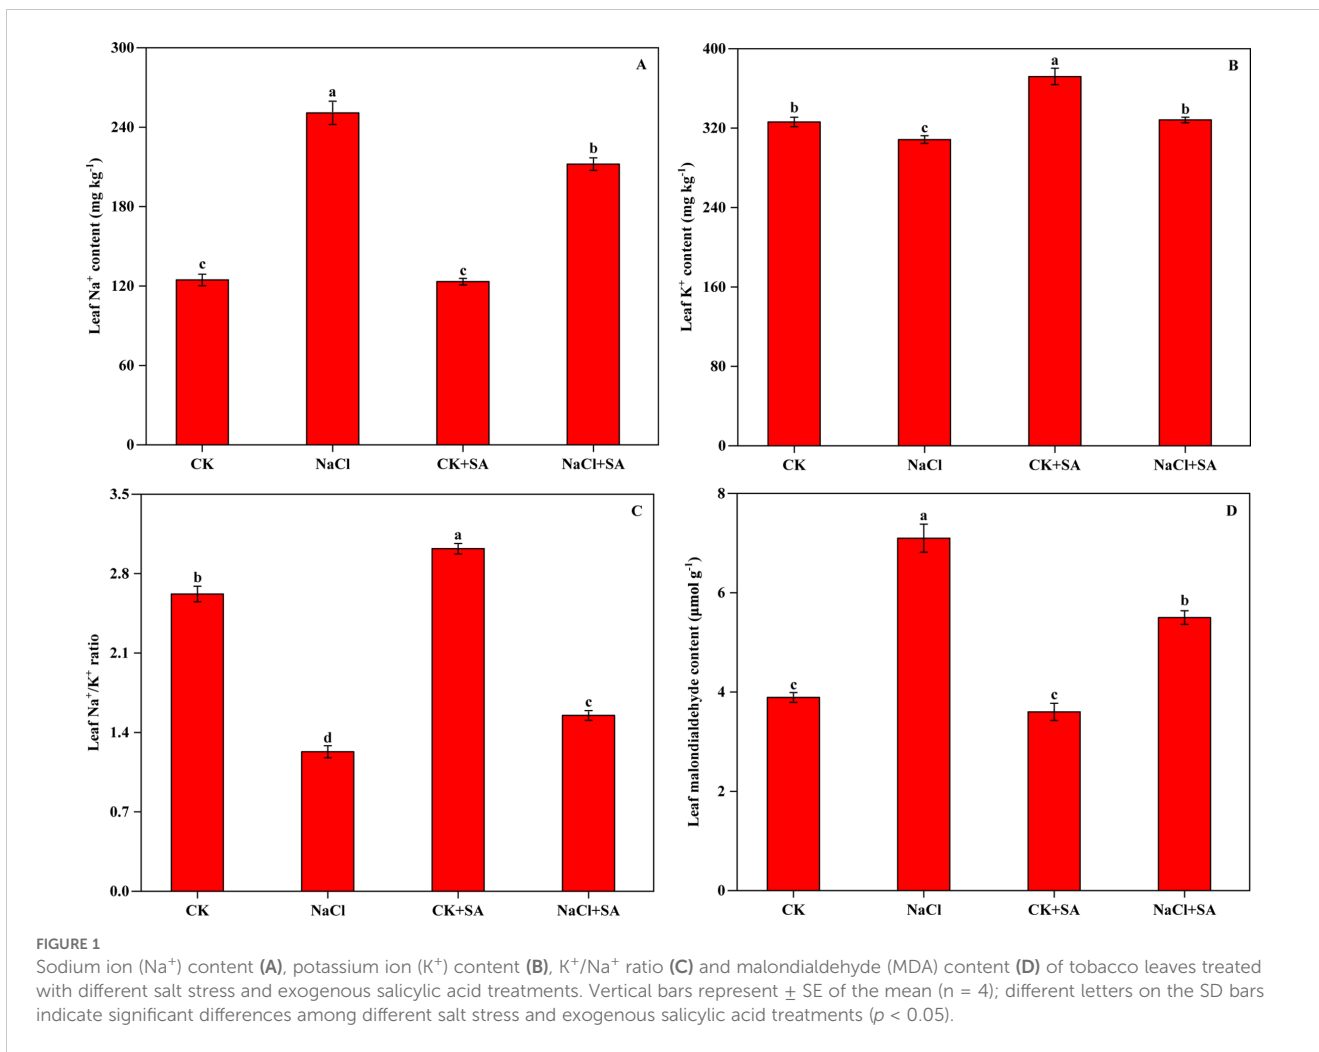 A
300
240
180
120
60
0
Leaf Na⁺ content (mg kg⁻¹)
c
a
c
b
CK NaCl CK+SA NaCl+SA
B
400
320
240
160
80
0
Leaf K⁺ content (mg kg⁻¹)
b
c
a
b
CK NaCl CK+SA NaCl+SA
C
3.5
2.8
2.1
1.4
0.7
0.0
Leaf Na⁺/K⁺ ratio
b
d
a
c
CK NaCl CK+SA NaCl+SA
D
8
6
4
2
0
Leaf malondialdehyde content (μmol g⁻¹)
c
a
c
b
CK NaCl CK+SA NaCl+SA
FIGURE 1
Sodium ion (Na⁺) content (A), potassium ion (K⁺) content (B), K⁺/Na⁺ ratio (C) and malondialdehyde (MDA) content (D) of tobacco leaves treated
with different salt stress and exogenous salicylic acid treatments. Vertical bars represent ± SE of the mean (n = 4); different letters on the SD bars
indicate significant differences among different salt stress and exogenous salicylic acid treatments (p < 0.05).